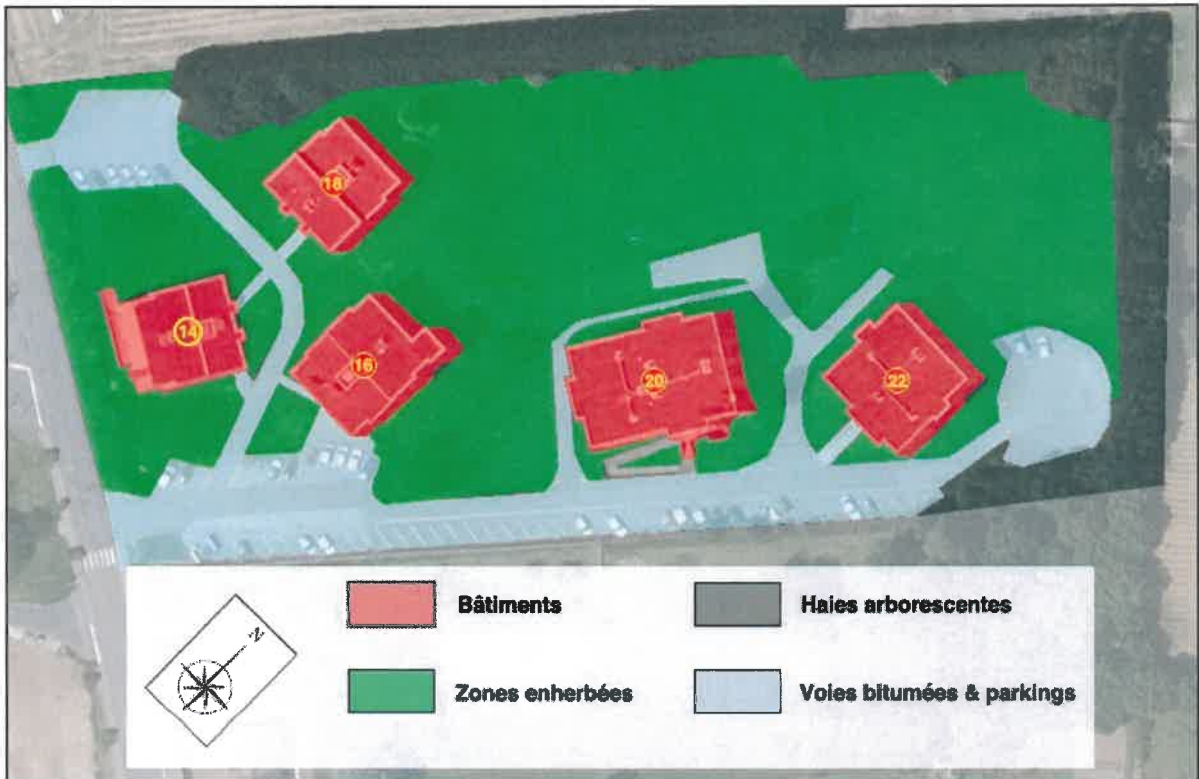 18
14
16
20
22
N
Bâtiments
Haies arborescentes
Zones enherbées
Voies bitumées & parkings